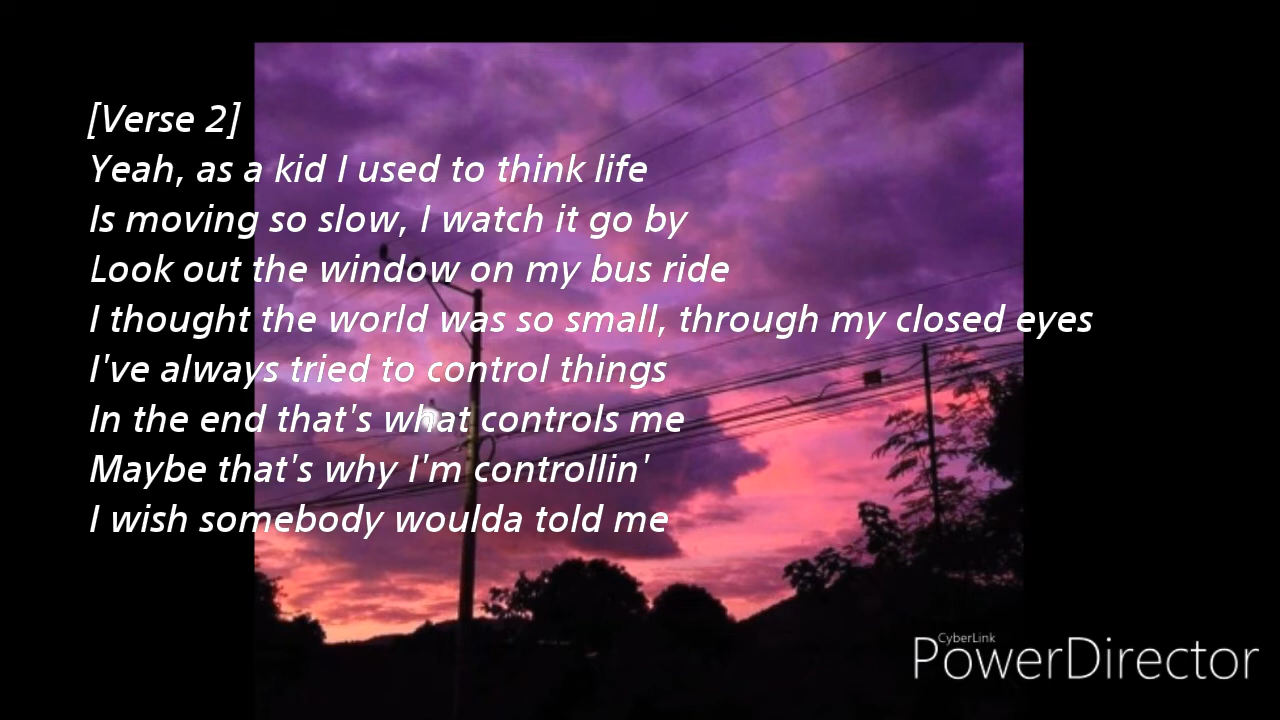 [Verse 2]
Yeah, as a kid I used to think life
Is moving so slow, I watch it go by
Look out the window on my bus ride
I thought the world was so small, through my closed eyes
I've always tried to control things
In the end that's what controls me
Maybe that's why I'm controllin'
I wish somebody woulda told me
CyberLink
PowerDirector